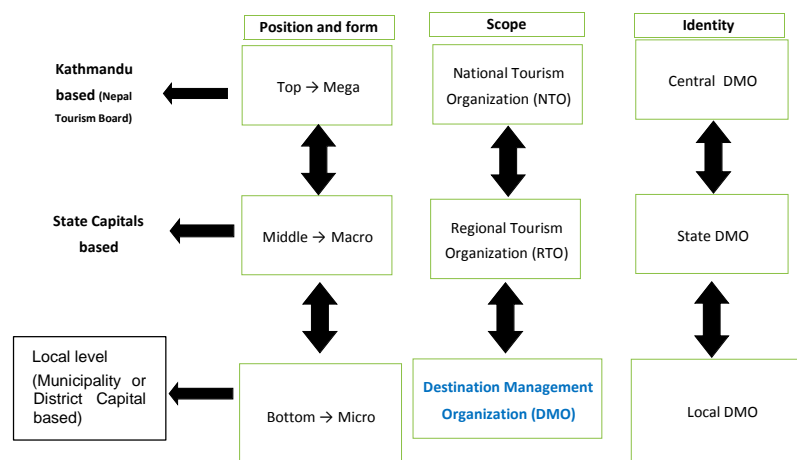 Position and form
Scope
Identity
Kathmandu
based (Nepal
Tourism Board)
Top → Mega
National Tourism
Organization (NTO)
Central DMO
State Capitals
based
Middle → Macro
Regional Tourism
Organization (RTO)
State DMO
Local level
(Municipality or
District Capital
based)
Bottom → Micro
Destination Management
Organization (DMO)
Local DMO